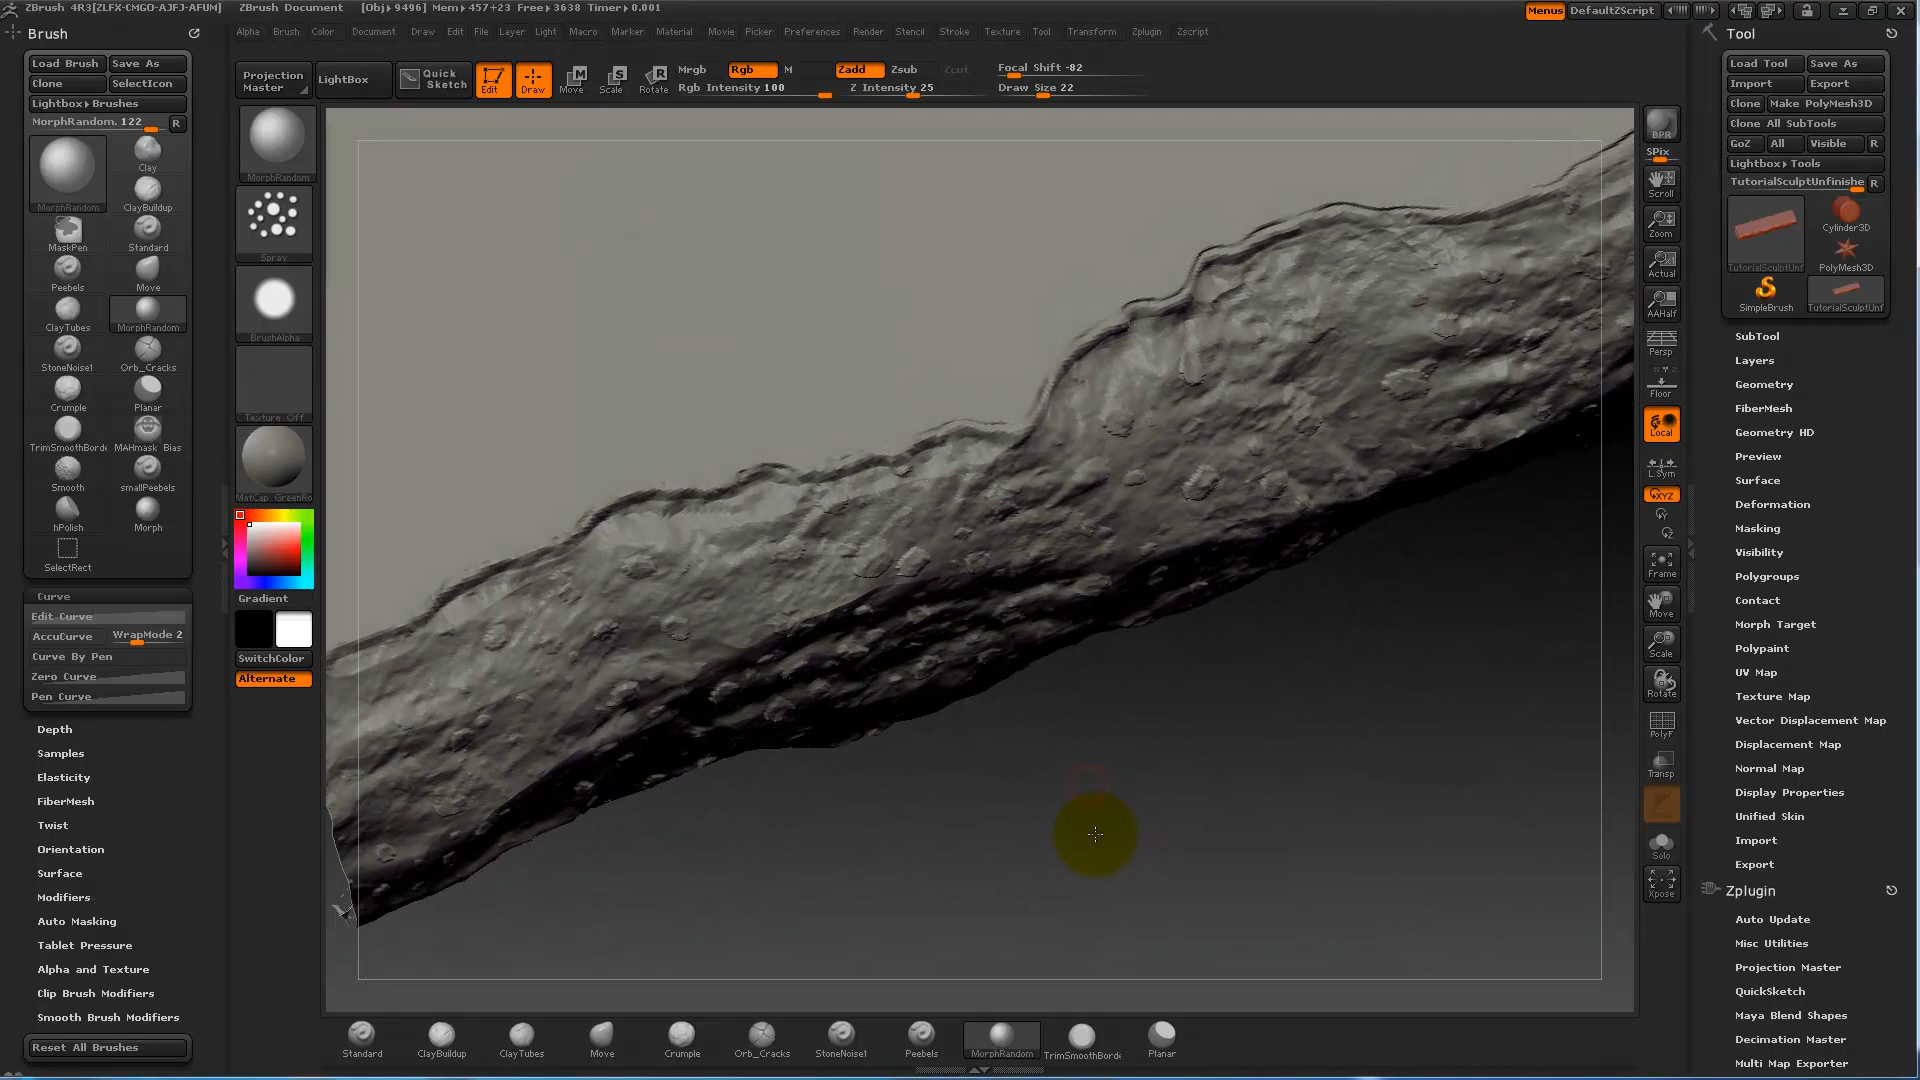 ZBrush 4R3[ZLFX-CMGO-AJFJ-AFUM] ZBrush Document [Obj▸9496] Mem▸457+23 Free▸3638 Timer▸0.001
Menus DefaultZScript
Brush
Alpha Brush Color Document Draw Edit File Layer Light Macro Marker Material Movie Picker Preferences Render Stencil Stroke Texture Tool Transform Zplugin Zscript
Tool
Load Brush Save As
Clone SelectIcon
Lightbox▸Brushes
MorphRandom. 122 R
MorphRandom
Clay
ClayBuildup
MaskPen Standard
Peebels Move
ClayTubes MorphRandom
StoneNoise1 Orb_Cracks
Crumple Planar
TrimSmoothBorde MAHmask_Bias
Smooth smallPeebels
hPolish Morph
SelectRect
Curve
Edit Curve
AccuCurve WrapMode 2
Curve By Pen
Zero Curve
Pen Curve
Depth
Samples
Elasticity
FiberMesh
Twist
Orientation
Surface
Modifiers
Auto Masking
Tablet Pressure
Alpha and Texture
Clip Brush Modifiers
Smooth Brush Modifiers
Reset All Brushes
Projection Master
LightBox
Quick Sketch
Edit
Draw
Move
Scale
Rotate
Mrgb Rgb M Zadd Zsub Zcut
Rgb Intensity 100 Z Intensity 25
Focal Shift -82
Draw Size 22
MorphRandom
Spray
BrushAlpha
Texture Off
MatCap_GreenRo
Gradient
SwitchColor
Alternate
BPR
SPix
Scroll
Zoom
Actual
AAHalf
Persp
Floor
Local
L.Sym
XYZ
Frame
Move
Scale
Rotate
PolyF
Transp
Solo
Xpose
Load Tool Save As
Import Export
Clone Make PolyMesh3D
Clone All SubTools
GoZ All Visible R
Lightbox▸Tools
TutorialSculptUnfinishe R
TutorialSculptUnf
Cylinder3D
PolyMesh3D
SimpleBrush TutorialSculptUnf
SubTool
Layers
Geometry
FiberMesh
Geometry HD
Preview
Surface
Deformation
Masking
Visibility
Polygroups
Contact
Morph Target
Polypaint
UV Map
Texture Map
Vector Displacement Map
Displacement Map
Normal Map
Display Properties
Unified Skin
Import
Export
Zplugin
Auto Update
Misc Utilities
Projection Master
QuickSketch
Maya Blend Shapes
Decimation Master
Multi Map Exporter
Standard ClayBuildup ClayTubes Move Crumple Orb_Cracks StoneNoise1 Peebels MorphRandom TrimSmoothBorde Planar